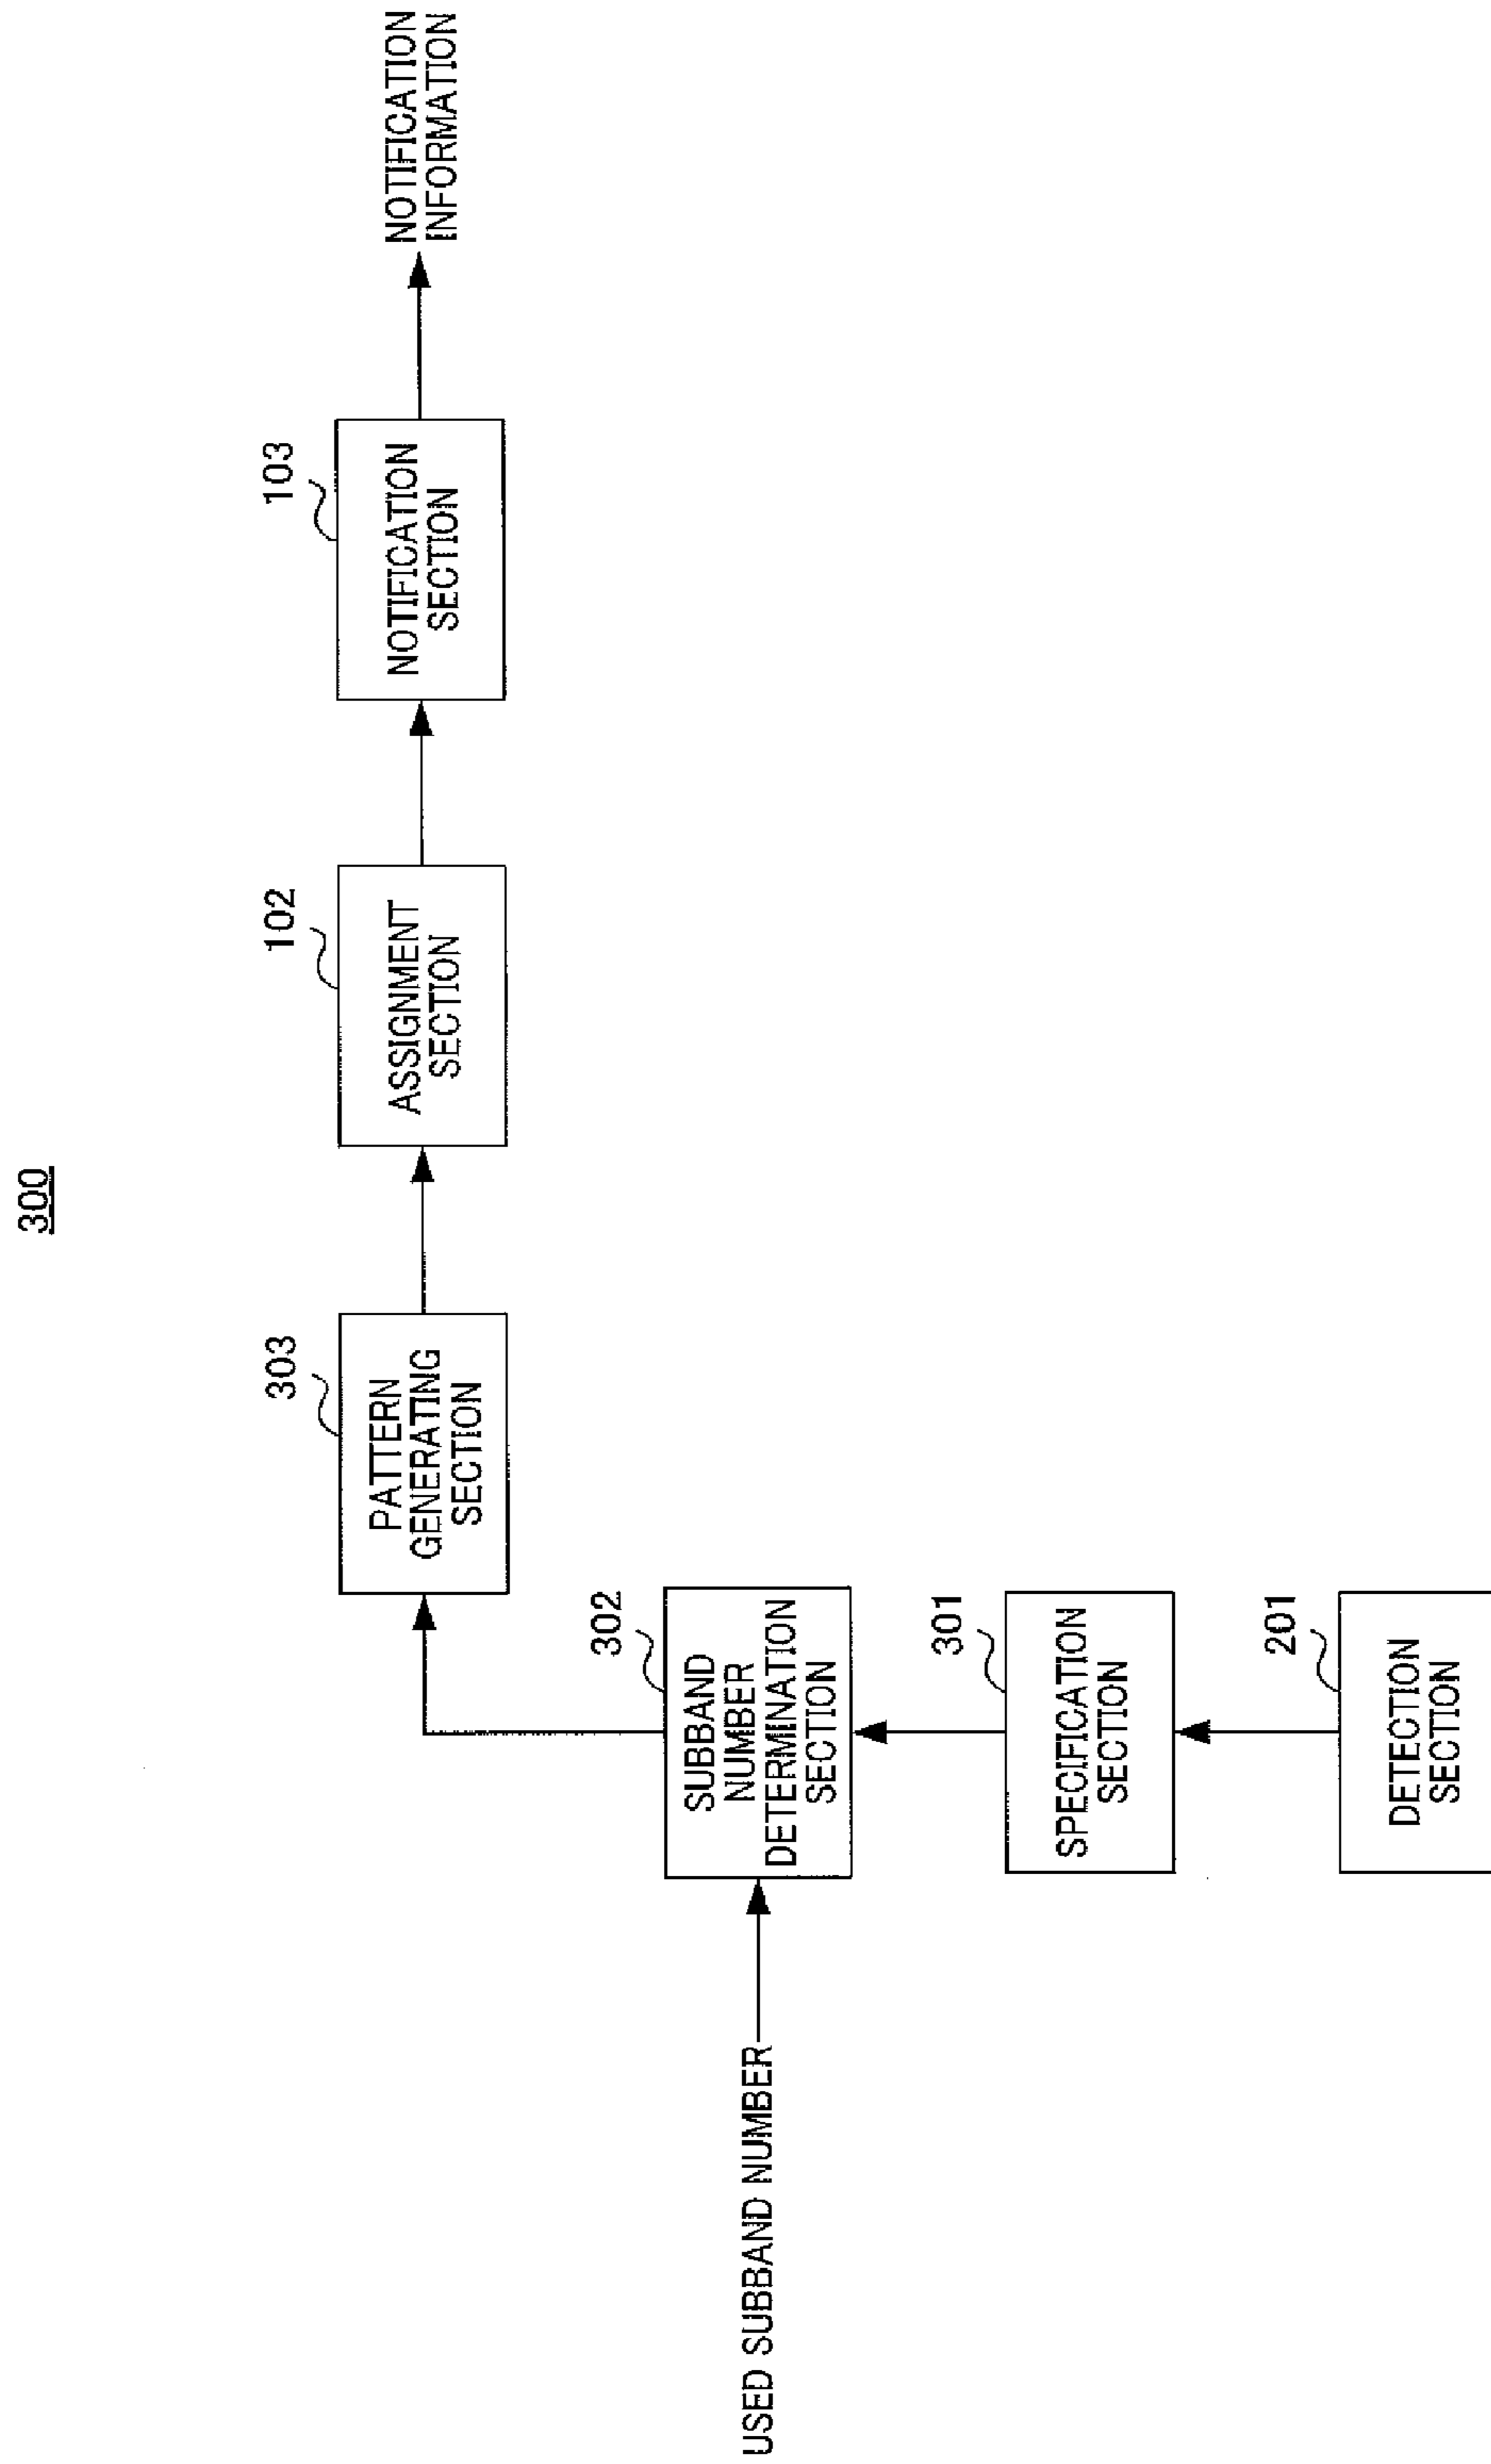 300
303
PATTERN
GENERATING
SECTION
102
ASSIGNMENT
SECTION
103
NOTIFICATION
SECTION
NOTIFICATION
INFORMATION
USED SUBBAND NUMBER
302
SUBBAND
NUMBER
DETERMINATION
SECTION
301
SPECIFICATION
SECTION
201
DETECTION
SECTION